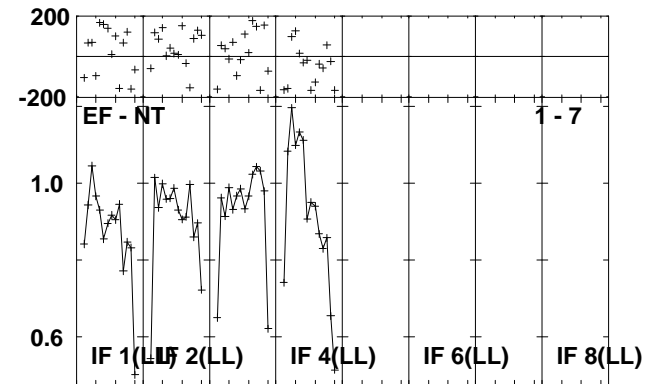 200
-200
EF - NT 1 - 7
1.0
0.6
IF 1(LL) IF 2(LL) IF 4(LL) IF 6(LL) IF 8(LL)